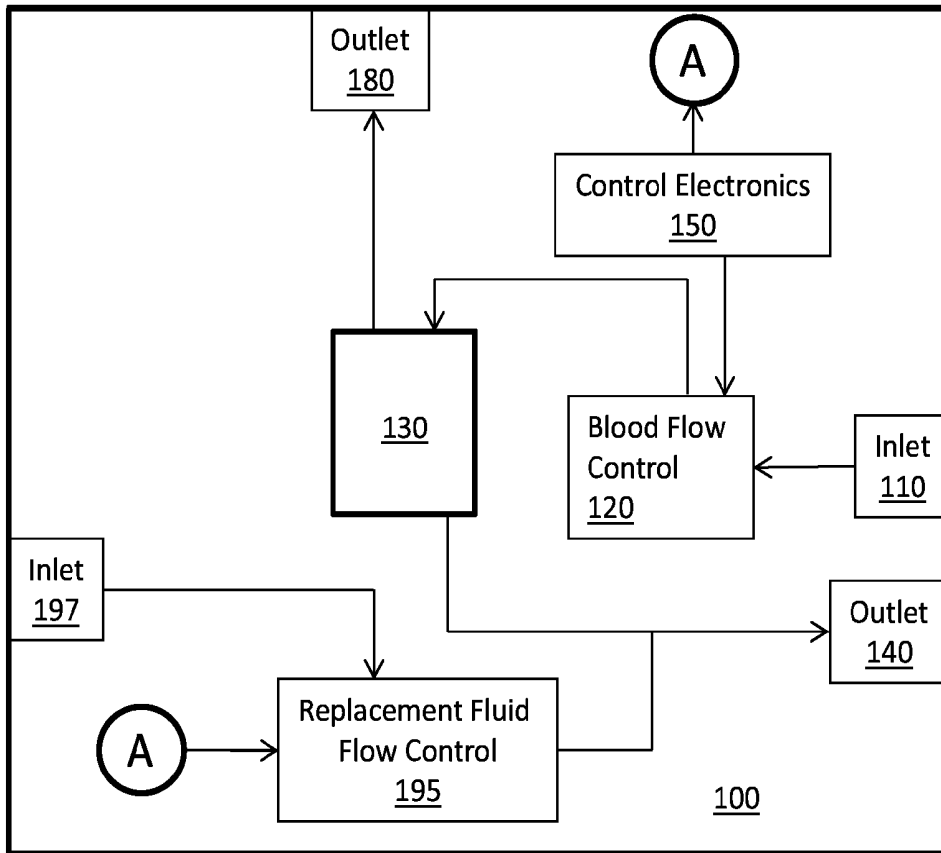 Outlet
180
A
Control Electronics
150
130
Blood Flow
Control
120
Inlet
110
Inlet
197
Outlet
140
Replacement Fluid
Flow Control
195
A
100